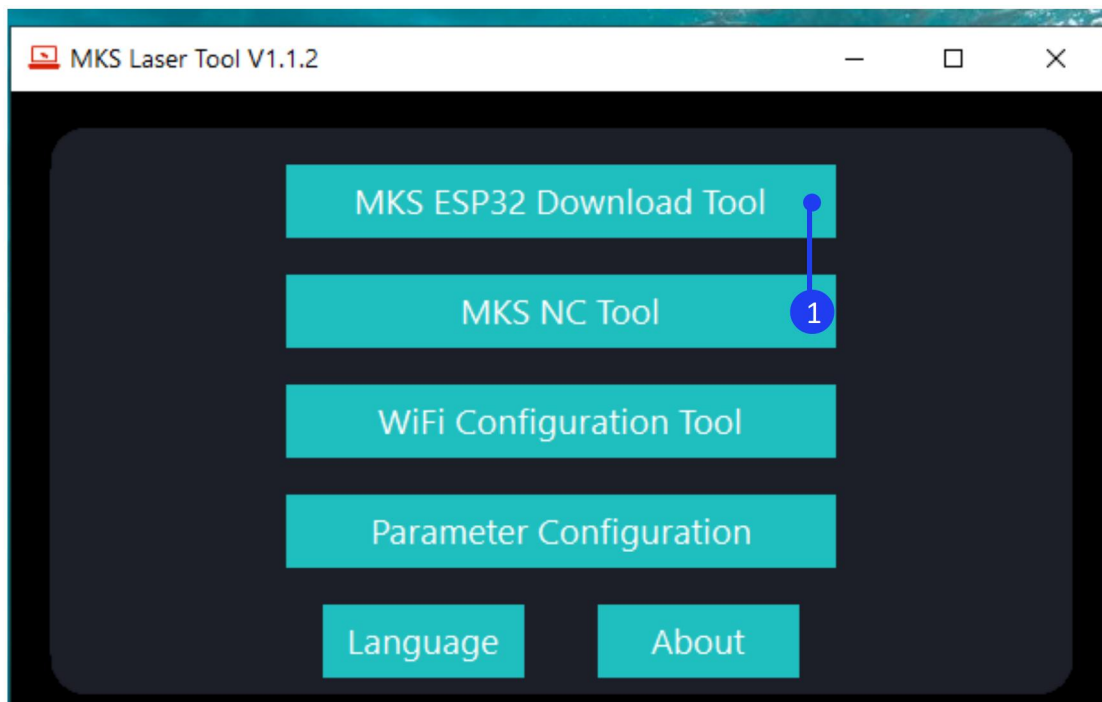 MKS Laser Tool V1.1.2
MKS ESP32 Download Tool
MKS NC Tool
1
WiFi Configuration Tool
Parameter Configuration
Language
About